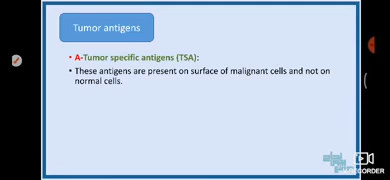 Tumor antigens
• A-Tumor specific antigens (TSA):
• These antigens are present on surface of malignant cells and not on
normal cells.